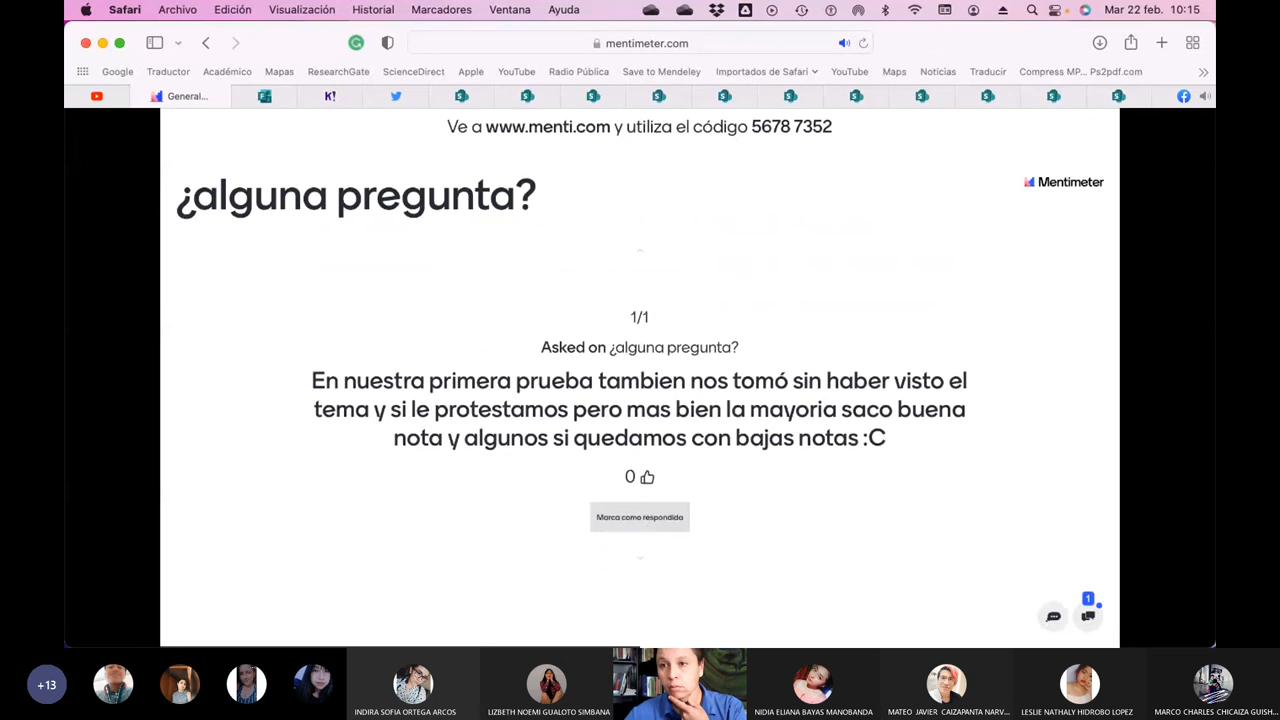 Safari Archivo Edición Visualización Historial Marcadores Ventana Ayuda Mar 22 feb. 10:15
mentimeter.com
Google Traductor Académico Mapas ResearchGate ScienceDirect Apple YouTube Radio Pública Save to Mendeley Importados de Safari YouTube Maps Noticias Traducir Compress MP... Ps2pdf.com
General... K!
Ve a www.menti.com y utiliza el código 5678 7352
¿alguna pregunta?
Mentimeter
1/1
Asked on ¿alguna pregunta?
En nuestra primera prueba tambien nos tomó sin haber visto el
tema y si le protestamos pero mas bien la mayoria saco buena
nota y algunos si quedamos con bajas notas :C
0
Marca como respondida
1
+13
INDIRA SOFIA ORTEGA ARCOS LIZBETH NOEMI GUALOTO SIMBANA NIDIA ELIANA BAYAS MANOBANDA MATEO JAVIER CAIZAPANTA NARV... LESLIE NATHALY HIDROBO LOPEZ MARCO CHARLES CHICAIZA GUISH...